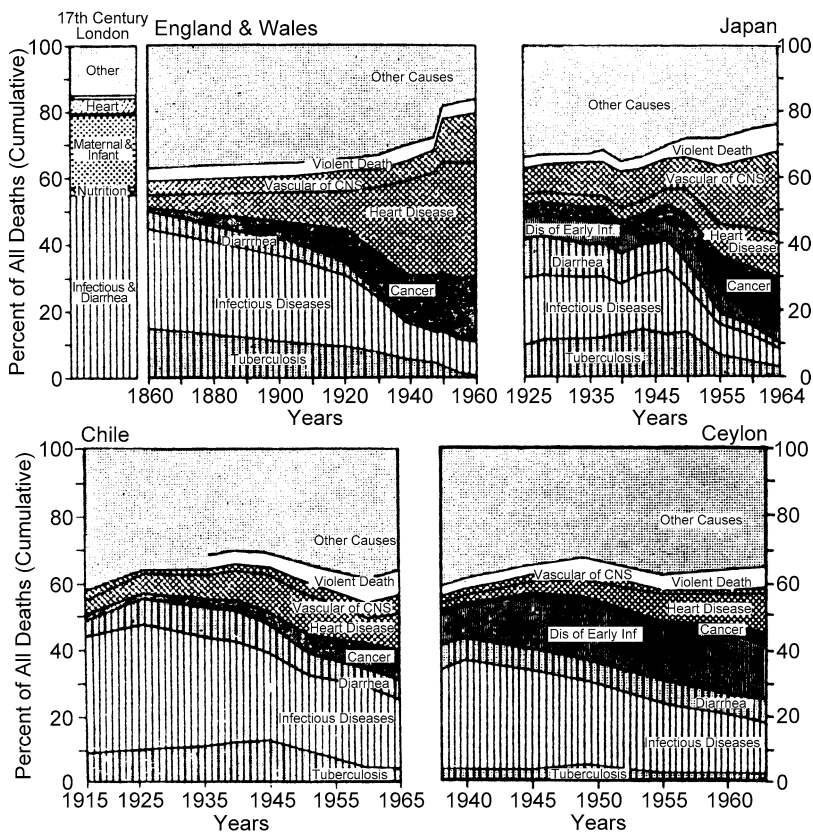 17th Century
London
England & Wales
Japan
Percent of All Deaths (Cumulative)
100
80
60
40
20
0
Other
Heart
Maternal &
Infant
Nutrition
Infectious &
Diarrhea
Other Causes
Violent Death
Vascular of CNS
Heart Disease
Diarrhea
Cancer
Infectious Diseases
Tuberculosis
1860
1880
1900
1920
1940
1960
Years
Other Causes
Violent Death
Vascular of CNS
Dis of Early Inf.
Heart
Disease
Diarrhea
Cancer
Infectious Diseases
Tuberculosis
100
80
60
40
20
0
1925
1935
1945
1955
1964
Years
Chile
Ceylon
Percent of All Deaths (Cumulative)
100
80
60
40
20
0
Other Causes
Violent Death
Vascular of CNS
Heart Disease
Cancer
Diarrhea
Infectious Diseases
Tuberculosis
1915
1925
1935
1945
1955
1965
Years
Other Causes
Vascular of CNS
Violent Death
Heart Disease
Cancer
Dis of Early Inf
Diarrhea
Infectious Diseases
Tuberculosis
100
80
60
40
20
0
1940
1945
1950
1955
1960
Years